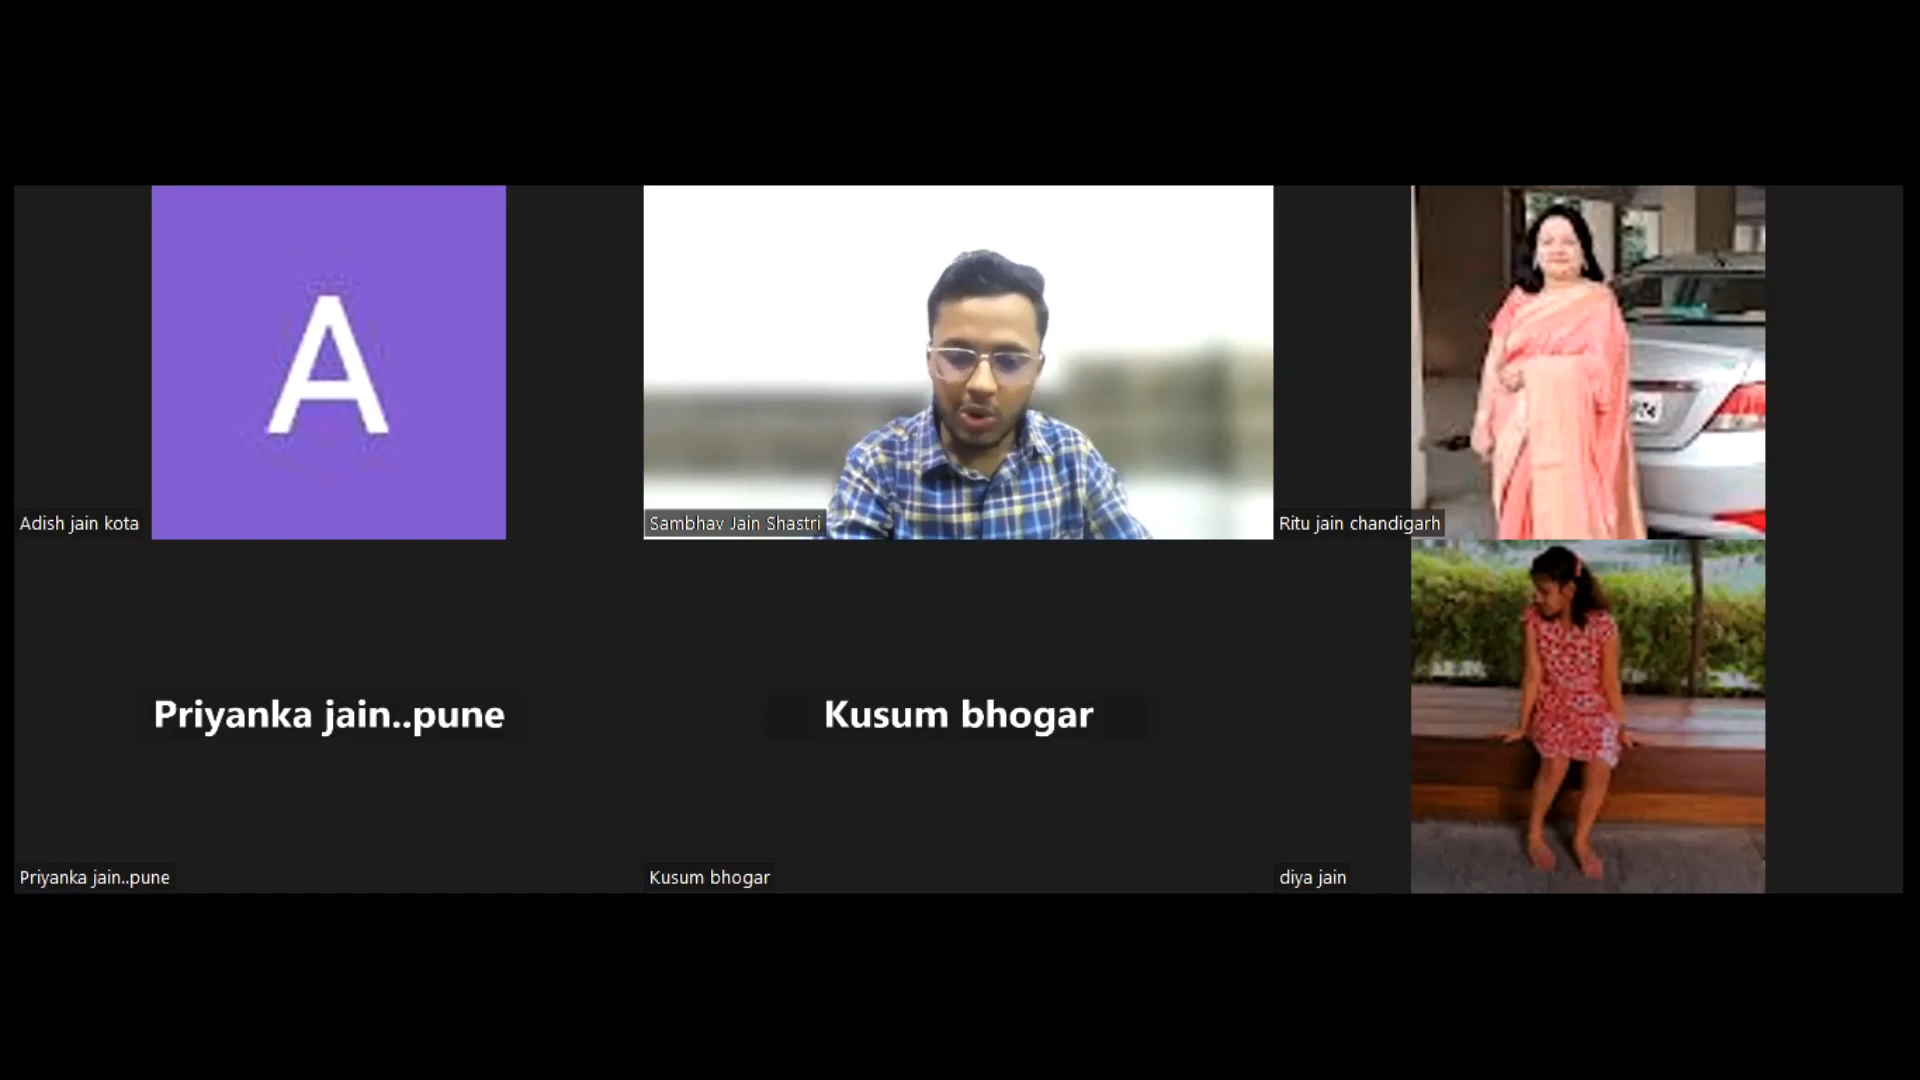 A
Adish jain kota
Sambhav Jain Shastri
Ritu jain chandigarh
Priyanka jain..pune
Priyanka jain..pune
Kusum bhogar
Kusum bhogar
diya jain